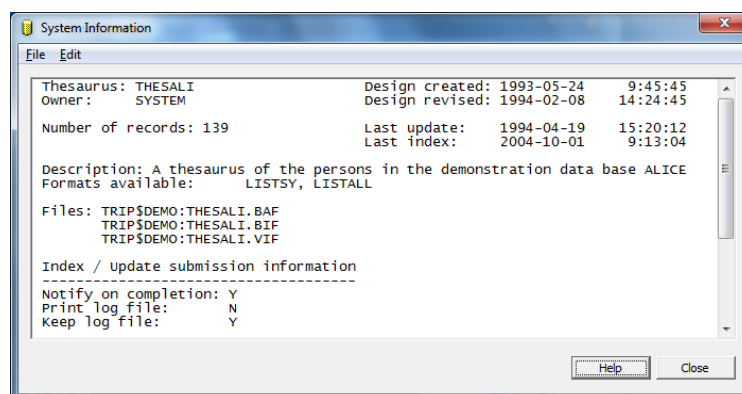 System Information
File Edit
Thesaurus: THESALI Design created: 1993-05-24 9:45:45
Owner: SYSTEM Design revised: 1994-02-08 14:24:45
Number of records: 139 Last update: 1994-04-19 15:20:12
Last index: 2004-10-01 9:13:04
Description: A thesaurus of the persons in the demonstration data base ALICE
Formats available: LISTSY, LISTALL
Files: TRIP$DEMO:THESALI.BAF
TRIP$DEMO:THESALI.BIF
TRIP$DEMO:THESALI.VIF
Index / Update submission information
------------------------------------
Notify on completion: Y
Print log file: N
Keep log file: Y
Help Close